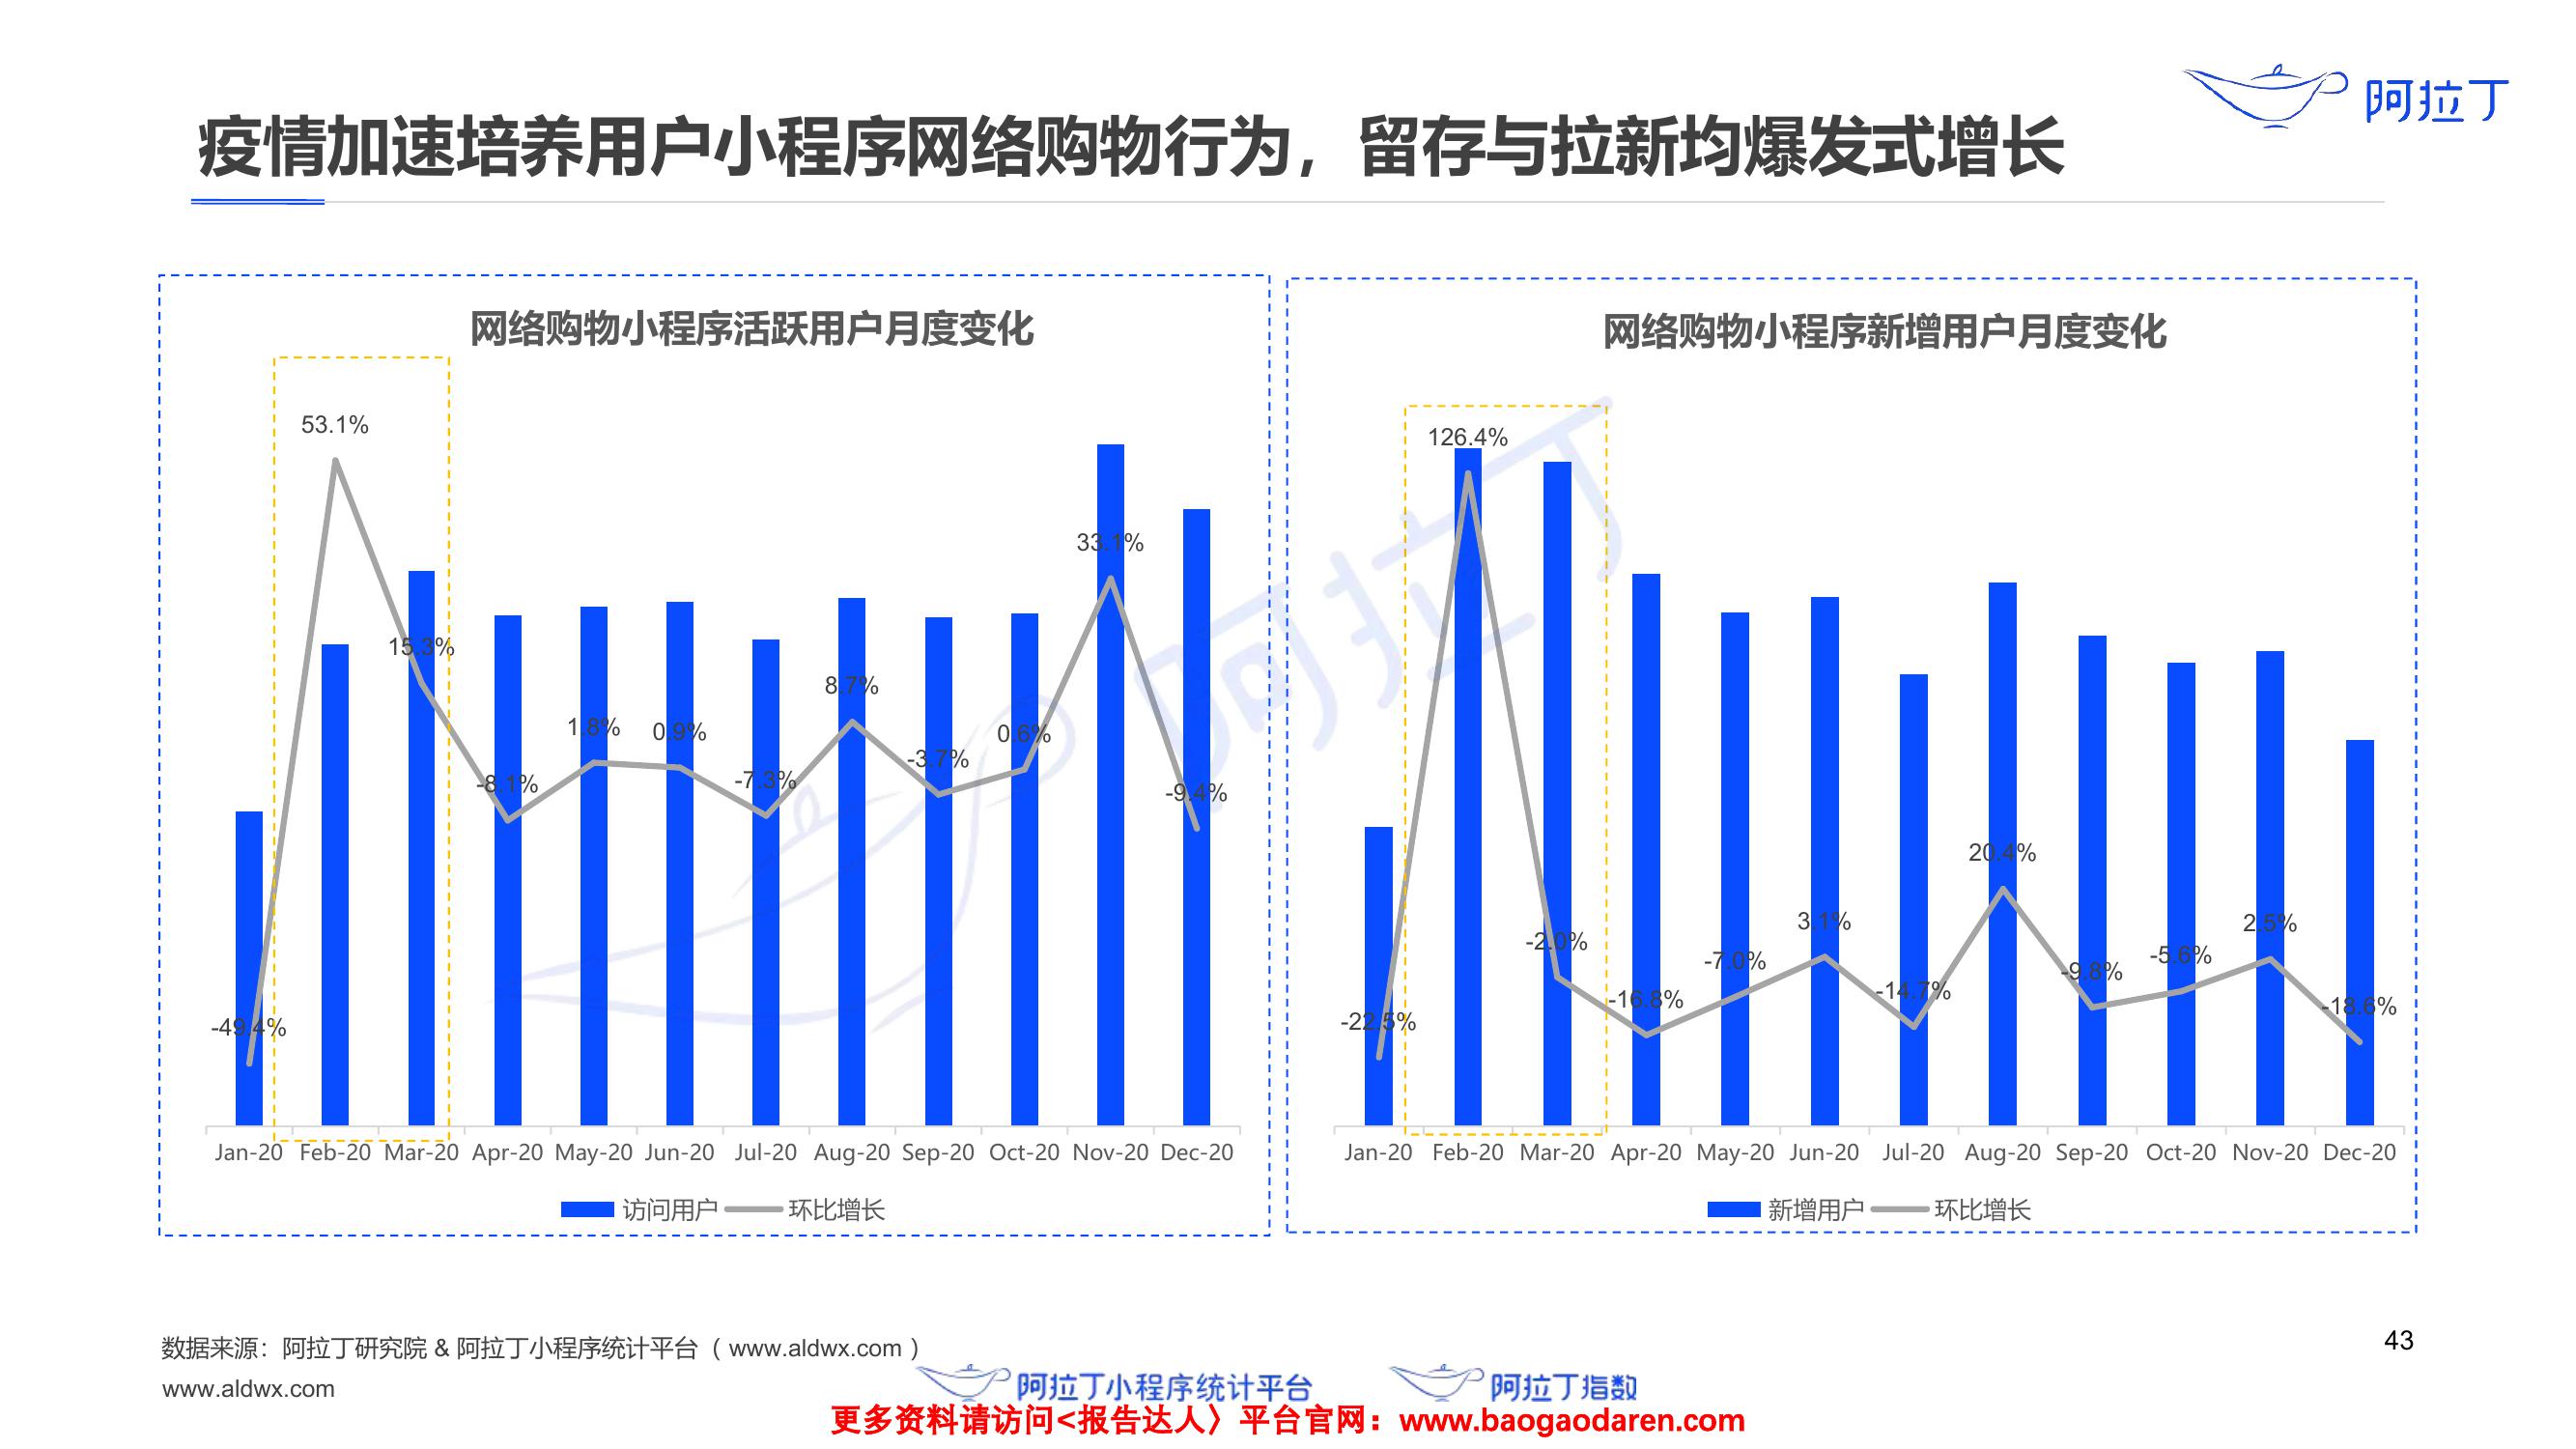 阿拉丁
疫情加速培养用户小程序网络购物行为，留存与拉新均爆发式增长
网络购物小程序活跃用户月度变化
53.1%
33.1%
15.3%
8.7%
1.8%
0.9%
0.6%
-3.7%
-8.1%
-7.3%
-9.4%
-49.4%
Jan-20 Feb-20 Mar-20 Apr-20 May-20 Jun-20 Jul-20 Aug-20 Sep-20 Oct-20 Nov-20 Dec-20
访问用户 环比增长
网络购物小程序新增用户月度变化
126.4%
20.4%
3.1%
2.5%
-2.0%
-7.0%
-5.6%
-9.8%
-16.8%
-14.7%
-18.6%
-22.5%
Jan-20 Feb-20 Mar-20 Apr-20 May-20 Jun-20 Jul-20 Aug-20 Sep-20 Oct-20 Nov-20 Dec-20
新增用户 环比增长
阿拉丁
数据来源：阿拉丁研究院 & 阿拉丁小程序统计平台（ www.aldwx.com ）
43
www.aldwx.com
阿拉丁小程序统计平台
阿拉丁指数
更多资料请访问<报告达人〉平台官网：www.baogaodaren.com